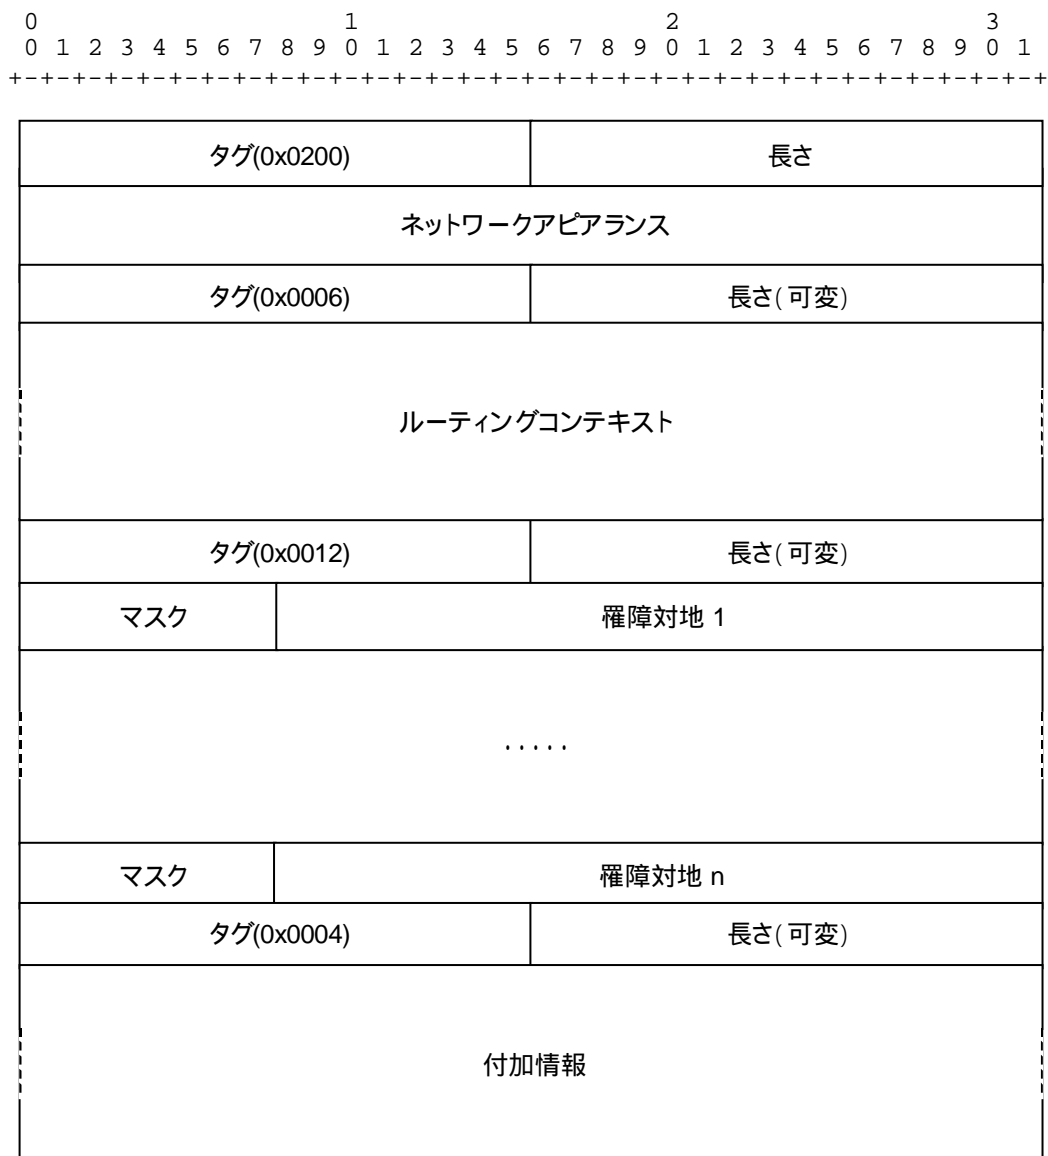 0 1 2 3
0 1 2 3 4 5 6 7 8 9 0 1 2 3 4 5 6 7 8 9 0 1 2 3 4 5 6 7 8 9 0 1
+-+-+-+-+-+-+-+-+-+-+-+-+-+-+-+-+-+-+-+-+-+-+-+-+-+-+-+-+-+-+-+-+
タグ(0x0200) 長さ
ネットワークアピアランス
タグ(0x0006) 長さ(可変)
ルーティングコンテキスト
タグ(0x0012) 長さ(可変)
マスク 罹障対地 1
.....
マスク 罹障対地 n
タグ(0x0004) 長さ(可変)
付加情報